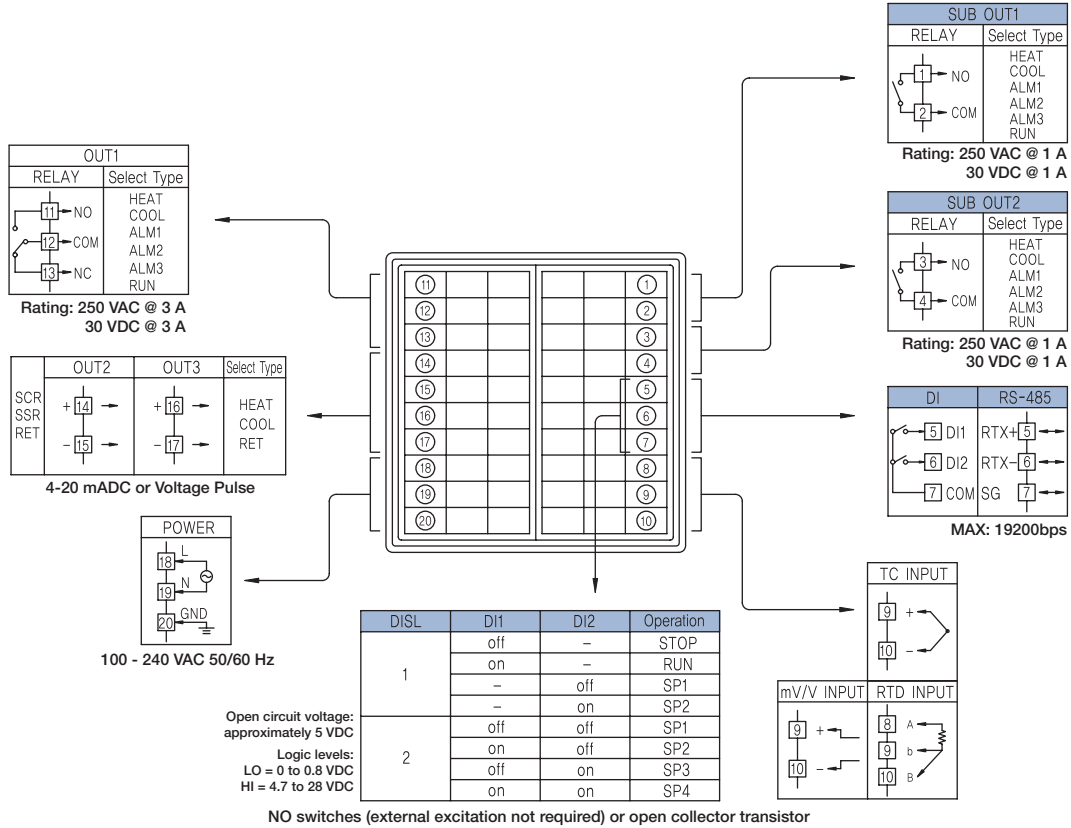 SUB OUT1
RELAY Select Type
1 NO
2 COM
HEAT
COOL
ALM1
ALM2
ALM3
RUN
Rating: 250 VAC @ 1 A
30 VDC @ 1 A
OUT1
RELAY Select Type
11 NO
12 COM
13 NC
HEAT
COOL
ALM1
ALM2
ALM3
RUN
Rating: 250 VAC @ 3 A
30 VDC @ 3 A
SUB OUT2
RELAY Select Type
3 NO
4 COM
HEAT
COOL
ALM1
ALM2
ALM3
RUN
Rating: 250 VAC @ 1 A
30 VDC @ 1 A
11 1
12 2
13 3
14 4
15 5
16 6
17 7
18 8
19 9
20 10
OUT2 OUT3 Select Type
SCR
SSR
RET
+ 14 + 16
- 15 - 17
HEAT
COOL
RET
4-20 mADC or Voltage Pulse
DI RS-485
5 DI1 RTX+ 5
6 DI2 RTX- 6
7 COM SG 7
MAX: 19200bps
POWER
18 L
19 N
20 GND
100 - 240 VAC 50/60 Hz
TC INPUT
9 +
10 -
mV/V INPUT RTD INPUT
9 +
10 -
8 A
9 b
10 B
DISL DI1 DI2 Operation
1 off – STOP
on – RUN
– off SP1
– on SP2
2 off off SP1
on off SP2
off on SP3
on on SP4
Open circuit voltage:
approximately 5 VDC
Logic levels:
LO = 0 to 0.8 VDC
HI = 4.7 to 28 VDC
NO switches (external excitation not required) or open collector transistor